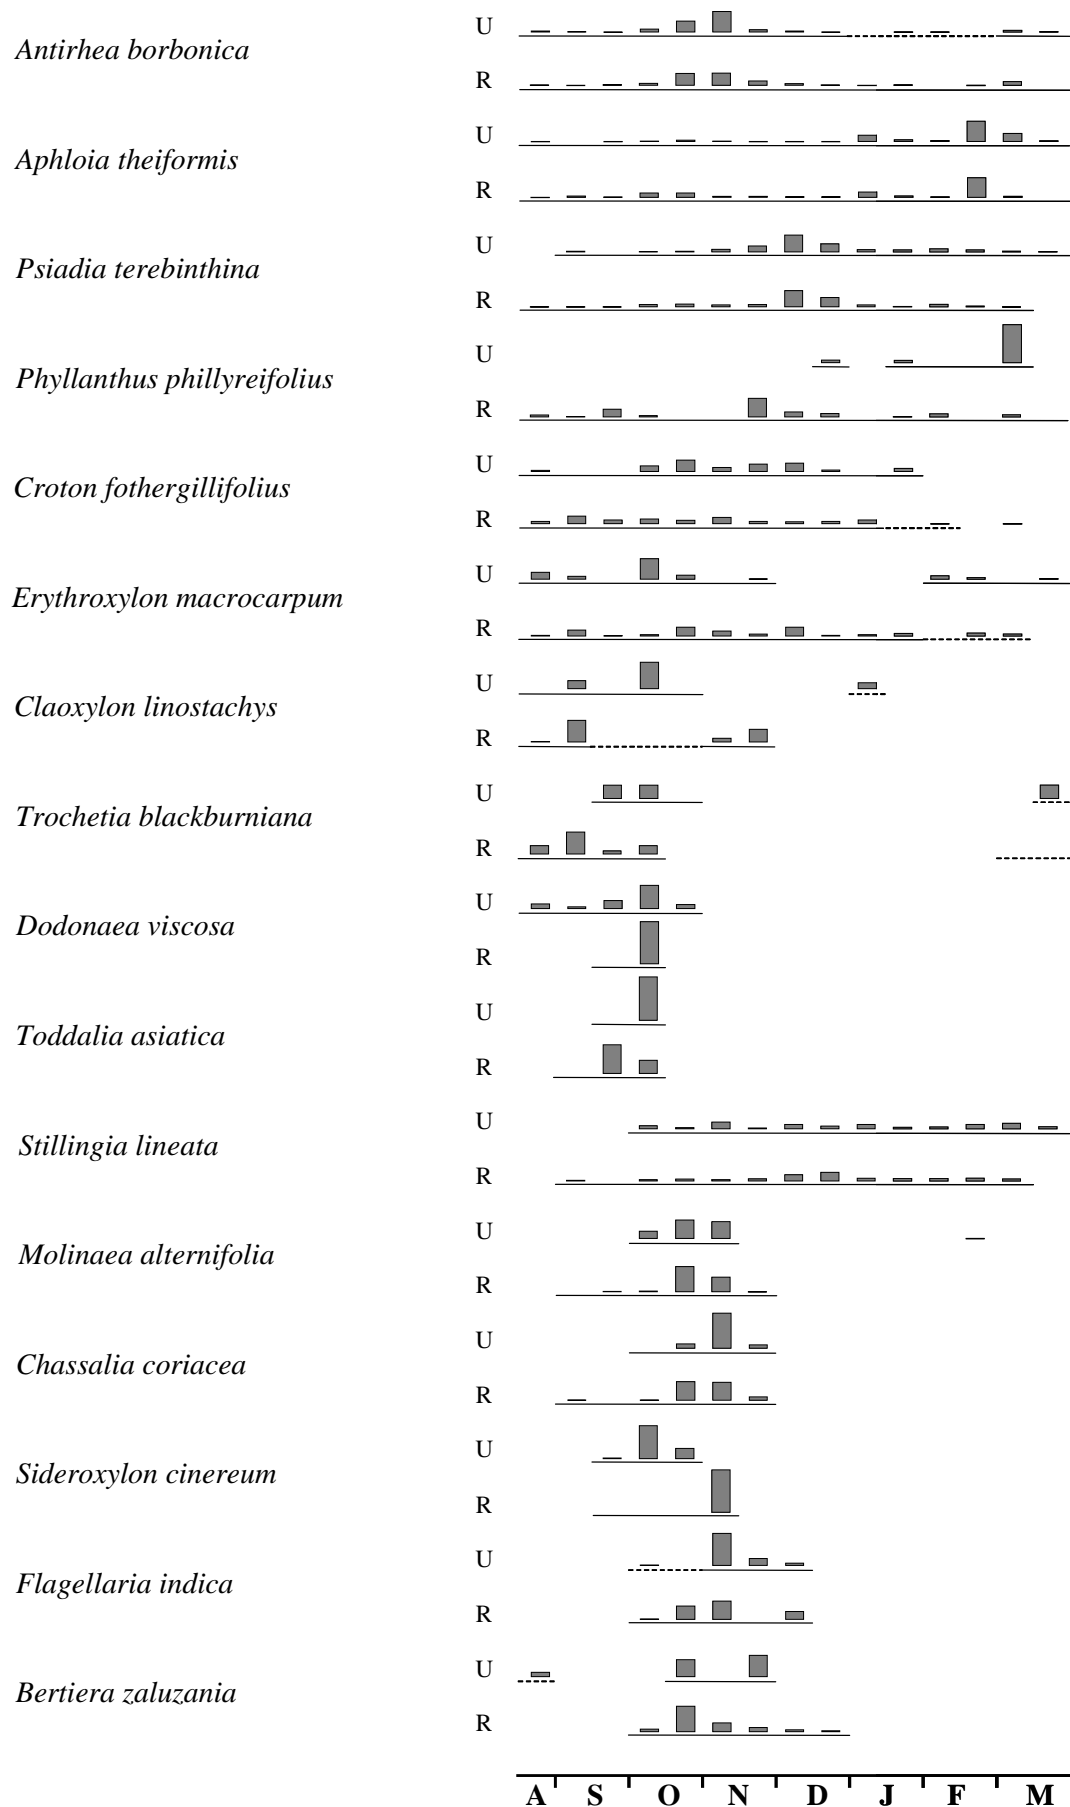 U
Antirhea borbonica
R
U
Aphloia theiformis
R
U
Psiadia terebinthina
R
U
Phyllanthus phillyreifolius
R
U
Croton fothergillifolius
R
U
Erythroxylon macrocarpum
R
U
Claoxylon linostachys
R
U
Trochetia blackburniana
R
U
Dodonaea viscosa
R
U
Toddalia asiatica
R
U
Stillingia lineata
R
U
Molinaea alternifolia
R
U
Chassalia coriacea
R
U
Sideroxylon cinereum
R
U
Flagellaria indica
R
U
Bertiera zaluzania
R
A S O N D J F M